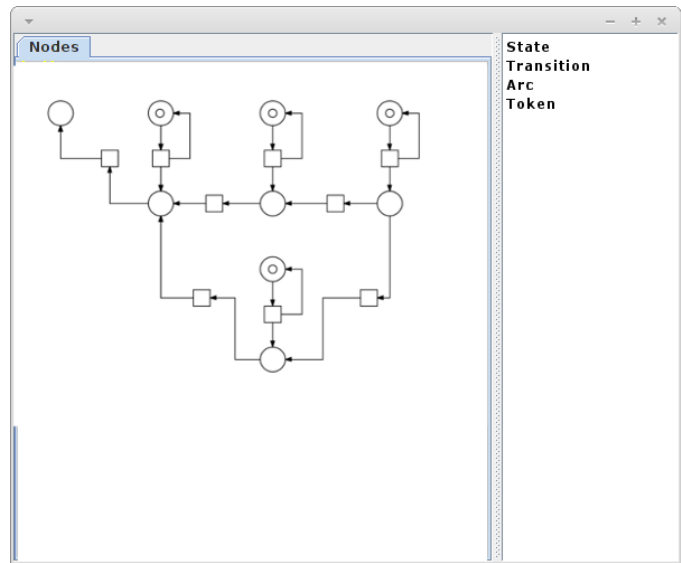 Nodes
State
Transition
Arc
Token